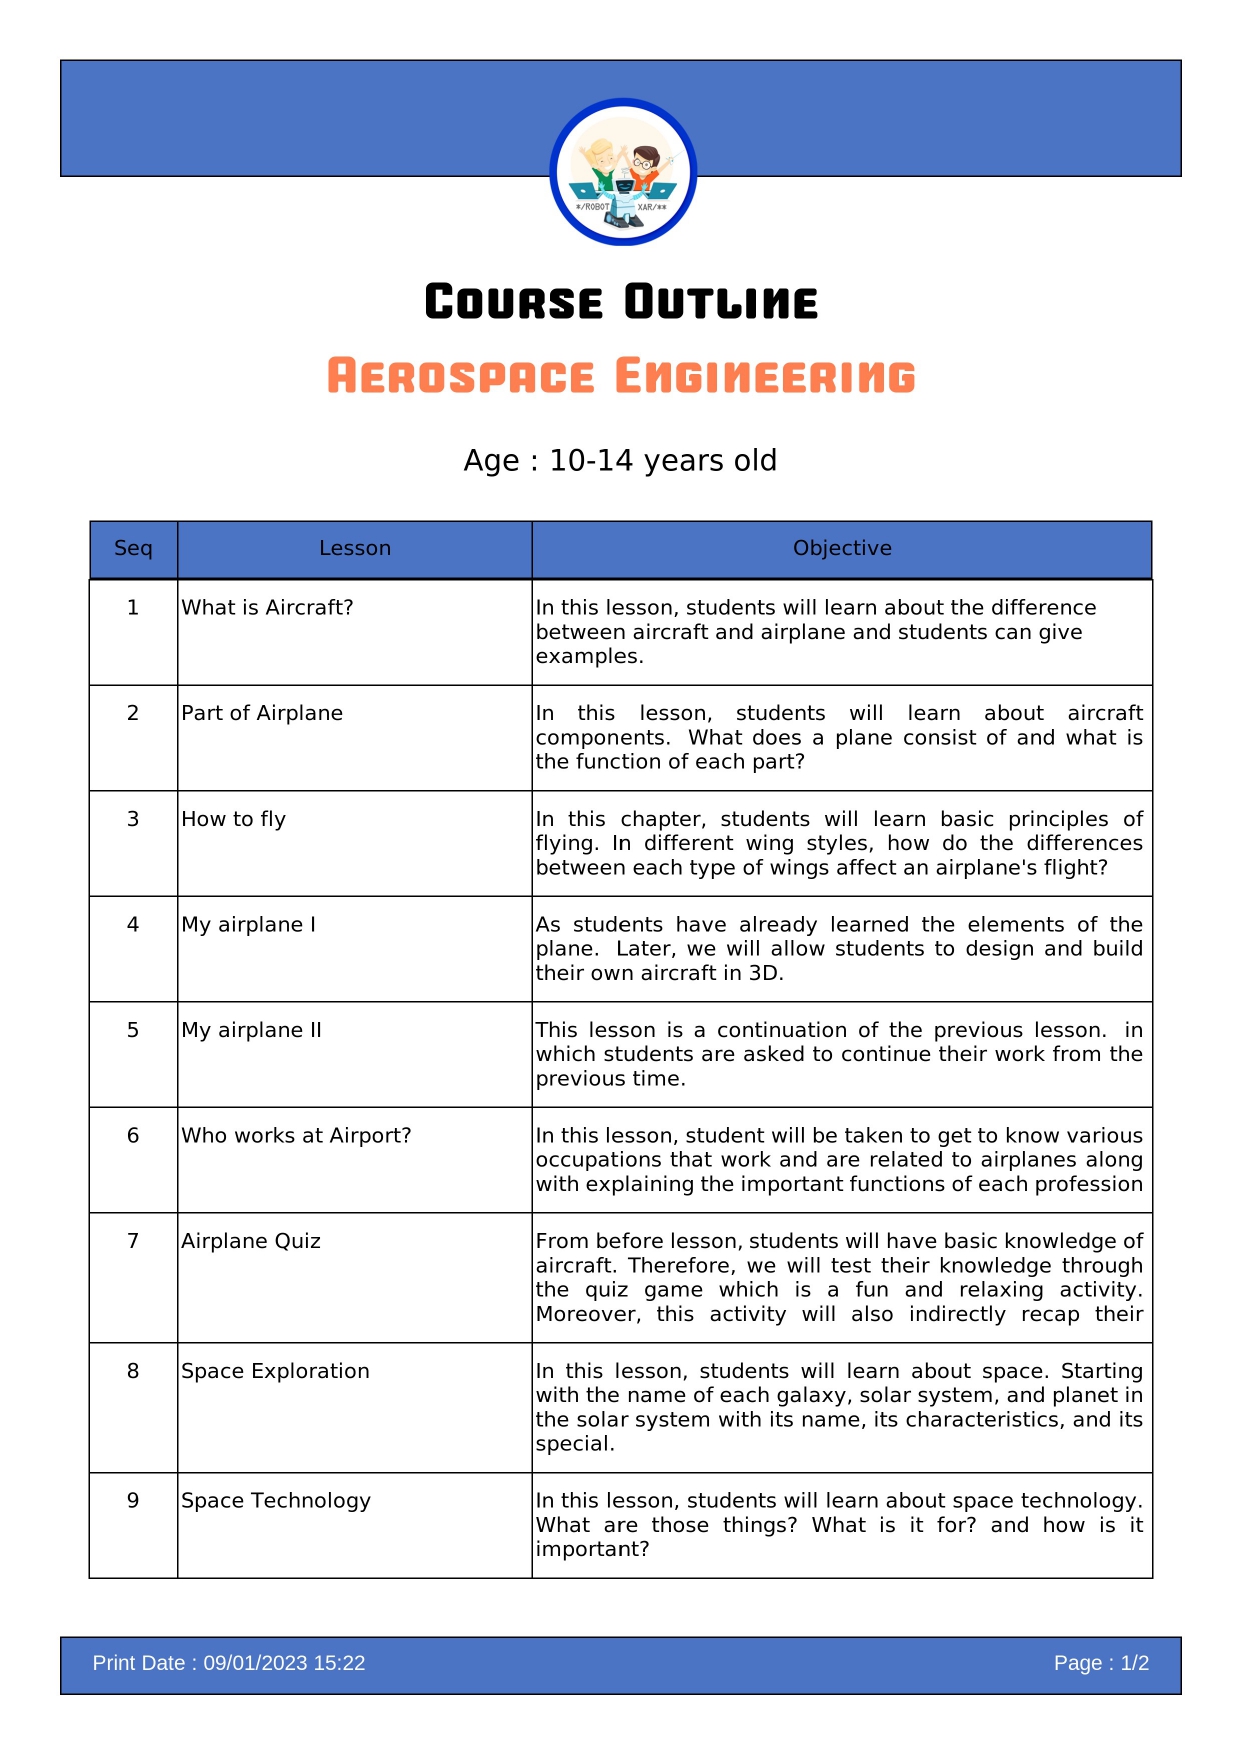 */ROBOT XAR/**
Course Outline
Aerospace Engineering
Age : 10-14 years old
Seq Lesson Objective
1 What is Aircraft? In this lesson, students will learn about the difference
between aircraft and airplane and students can give
examples.
2 Part of Airplane In this lesson, students will learn about aircraft
components. What does a plane consist of and what is
the function of each part?
3 How to fly In this chapter, students will learn basic principles of
flying. In different wing styles, how do the differences
between each type of wings affect an airplane's flight?
4 My airplane I As students have already learned the elements of the
plane. Later, we will allow students to design and build
their own aircraft in 3D.
5 My airplane II This lesson is a continuation of the previous lesson. in
which students are asked to continue their work from the
previous time.
6 Who works at Airport? In this lesson, student will be taken to get to know various
occupations that work and are related to airplanes along
with explaining the important functions of each profession
7 Airplane Quiz From before lesson, students will have basic knowledge of
aircraft. Therefore, we will test their knowledge through
the quiz game which is a fun and relaxing activity.
Moreover, this activity will also indirectly recap their
8 Space Exploration In this lesson, students will learn about space. Starting
with the name of each galaxy, solar system, and planet in
the solar system with its name, its characteristics, and its
special.
9 Space Technology In this lesson, students will learn about space technology.
What are those things? What is it for? and how is it
important?
Print Date : 09/01/2023 15:22 Page : 1/2